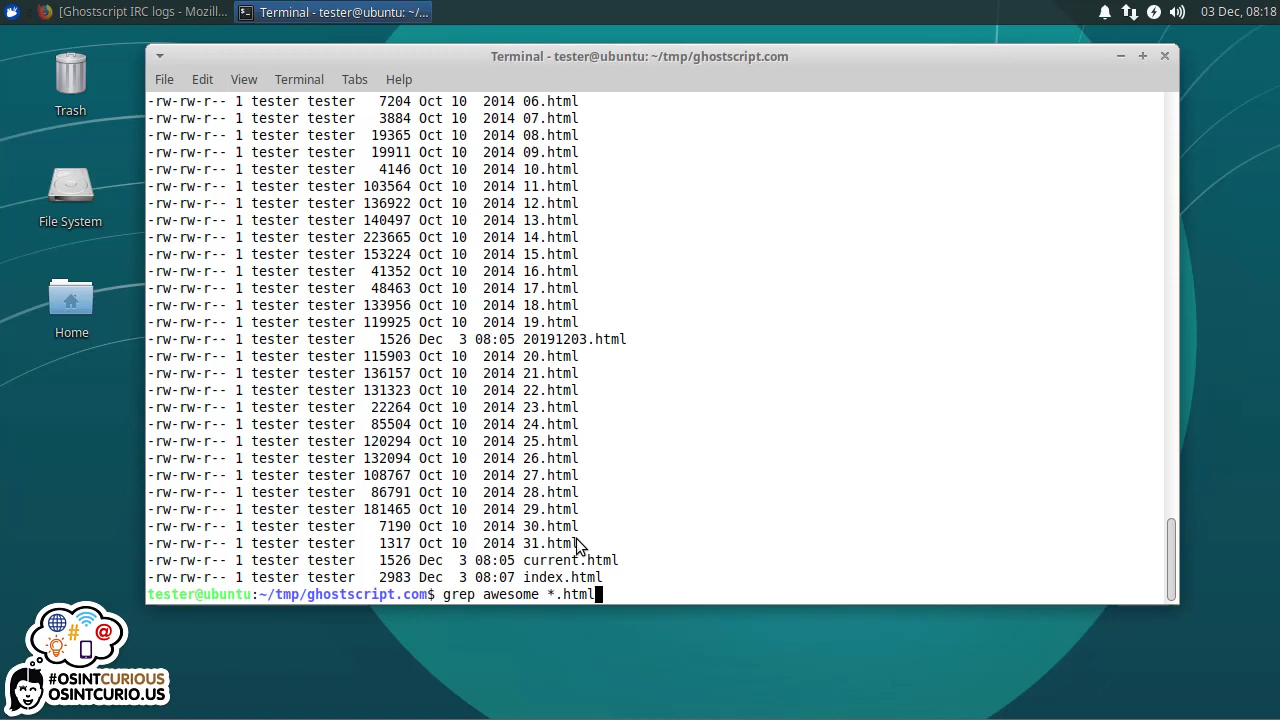 [Ghostscript IRC logs - Mozill...
Terminal - tester@ubuntu: ~/...
03 Dec, 08:18
Terminal - tester@ubuntu: ~/tmp/ghostscript.com
File Edit View Terminal Tabs Help
Trash
File System
Home
-rw-rw-r-- 1 tester tester   7204 Oct 10  2014 06.html
-rw-rw-r-- 1 tester tester   3884 Oct 10  2014 07.html
-rw-rw-r-- 1 tester tester  19365 Oct 10  2014 08.html
-rw-rw-r-- 1 tester tester  19911 Oct 10  2014 09.html
-rw-rw-r-- 1 tester tester   4146 Oct 10  2014 10.html
-rw-rw-r-- 1 tester tester 103564 Oct 10  2014 11.html
-rw-rw-r-- 1 tester tester 136922 Oct 10  2014 12.html
-rw-rw-r-- 1 tester tester 140497 Oct 10  2014 13.html
-rw-rw-r-- 1 tester tester 223665 Oct 10  2014 14.html
-rw-rw-r-- 1 tester tester 153224 Oct 10  2014 15.html
-rw-rw-r-- 1 tester tester  41352 Oct 10  2014 16.html
-rw-rw-r-- 1 tester tester  48463 Oct 10  2014 17.html
-rw-rw-r-- 1 tester tester 133956 Oct 10  2014 18.html
-rw-rw-r-- 1 tester tester 119925 Oct 10  2014 19.html
-rw-rw-r-- 1 tester tester   1526 Dec  3 08:05 20191203.html
-rw-rw-r-- 1 tester tester 115903 Oct 10  2014 20.html
-rw-rw-r-- 1 tester tester 136157 Oct 10  2014 21.html
-rw-rw-r-- 1 tester tester 131323 Oct 10  2014 22.html
-rw-rw-r-- 1 tester tester  22264 Oct 10  2014 23.html
-rw-rw-r-- 1 tester tester  85504 Oct 10  2014 24.html
-rw-rw-r-- 1 tester tester 120294 Oct 10  2014 25.html
-rw-rw-r-- 1 tester tester 132094 Oct 10  2014 26.html
-rw-rw-r-- 1 tester tester 108767 Oct 10  2014 27.html
-rw-rw-r-- 1 tester tester  86791 Oct 10  2014 28.html
-rw-rw-r-- 1 tester tester 181465 Oct 10  2014 29.html
-rw-rw-r-- 1 tester tester   7190 Oct 10  2014 30.html
-rw-rw-r-- 1 tester tester   1317 Oct 10  2014 31.html
-rw-rw-r-- 1 tester tester   1526 Dec  3 08:05 current.html
-rw-rw-r-- 1 tester tester   2983 Dec  3 08:07 index.html
tester@ubuntu:~/tmp/ghostscript.com$ grep awesome *.html
#
@
#OSINTCURIOUS
OSINTCURIO.US